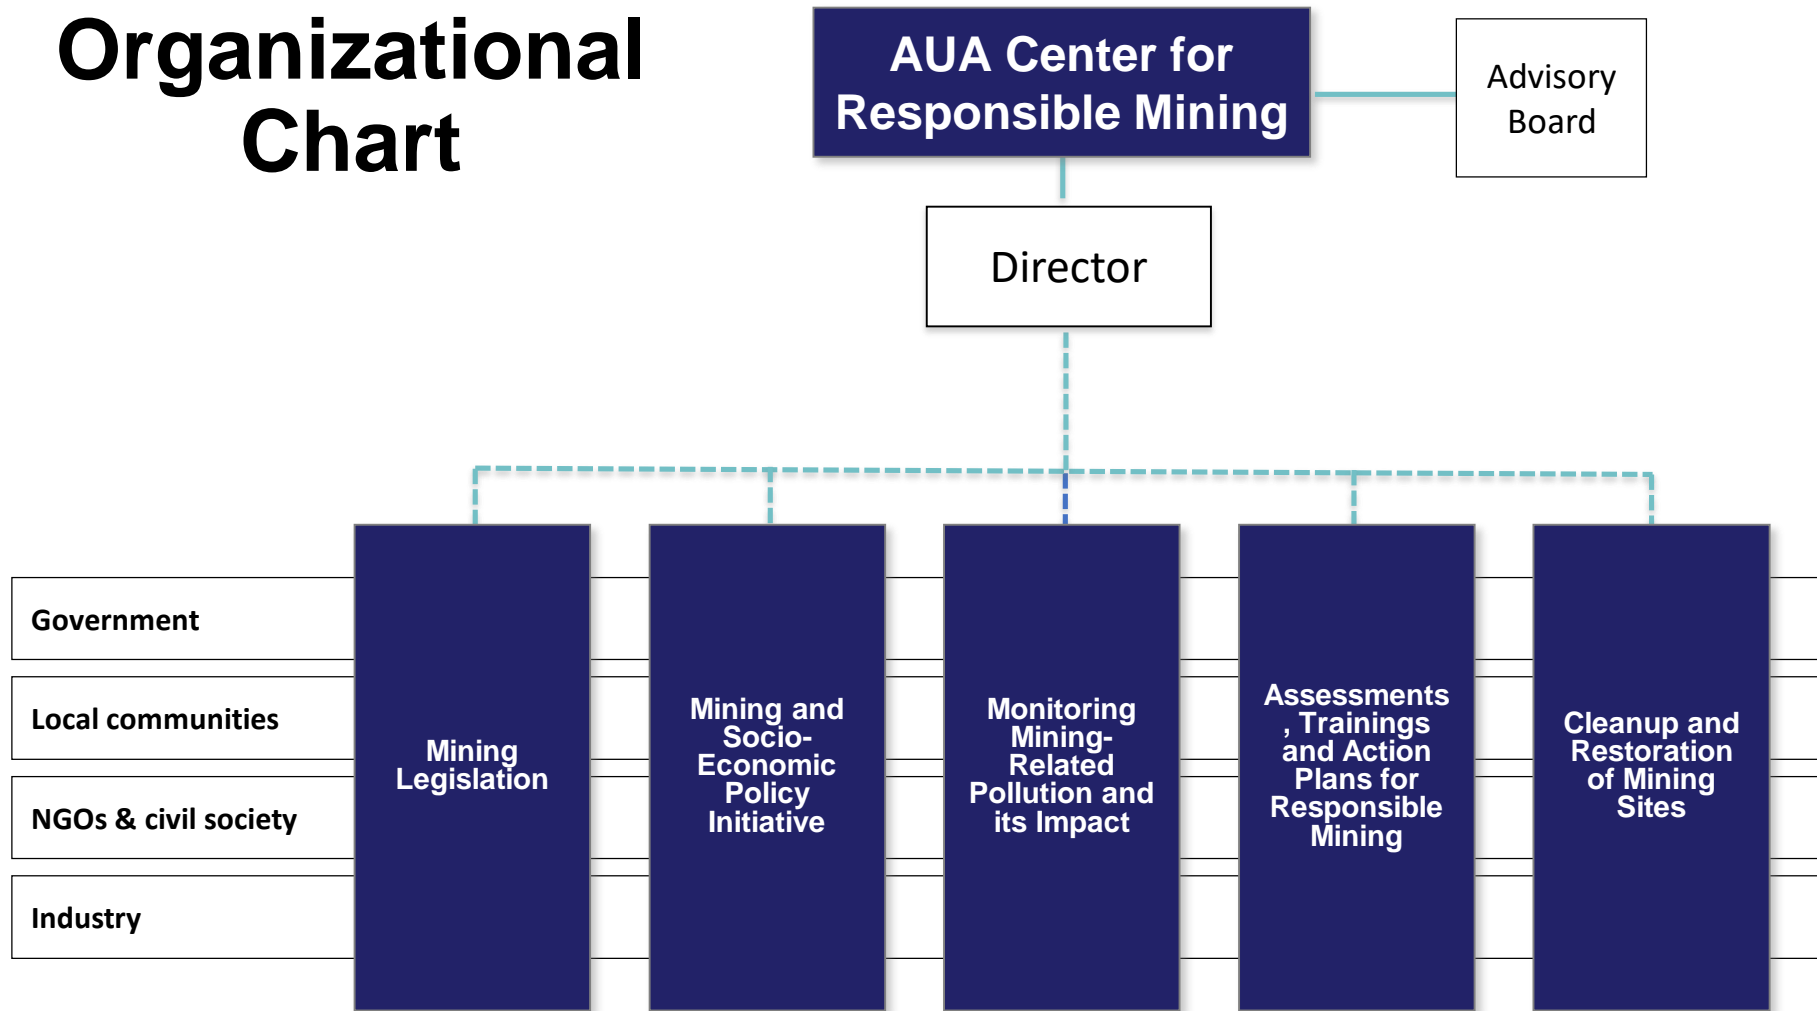 Organizational
Chart
AUA Center for
Responsible Mining
Advisory
Board
Director
Government
Local communities
NGOs & civil society
Industry
Mining
Legislation
Mining and
Socio-
Economic
Policy
Initiative
Monitoring
Mining-
Related
Pollution and
its Impact
Assessments
, Trainings
and Action
Plans for
Responsible
Mining
Cleanup and
Restoration
of Mining
Sites